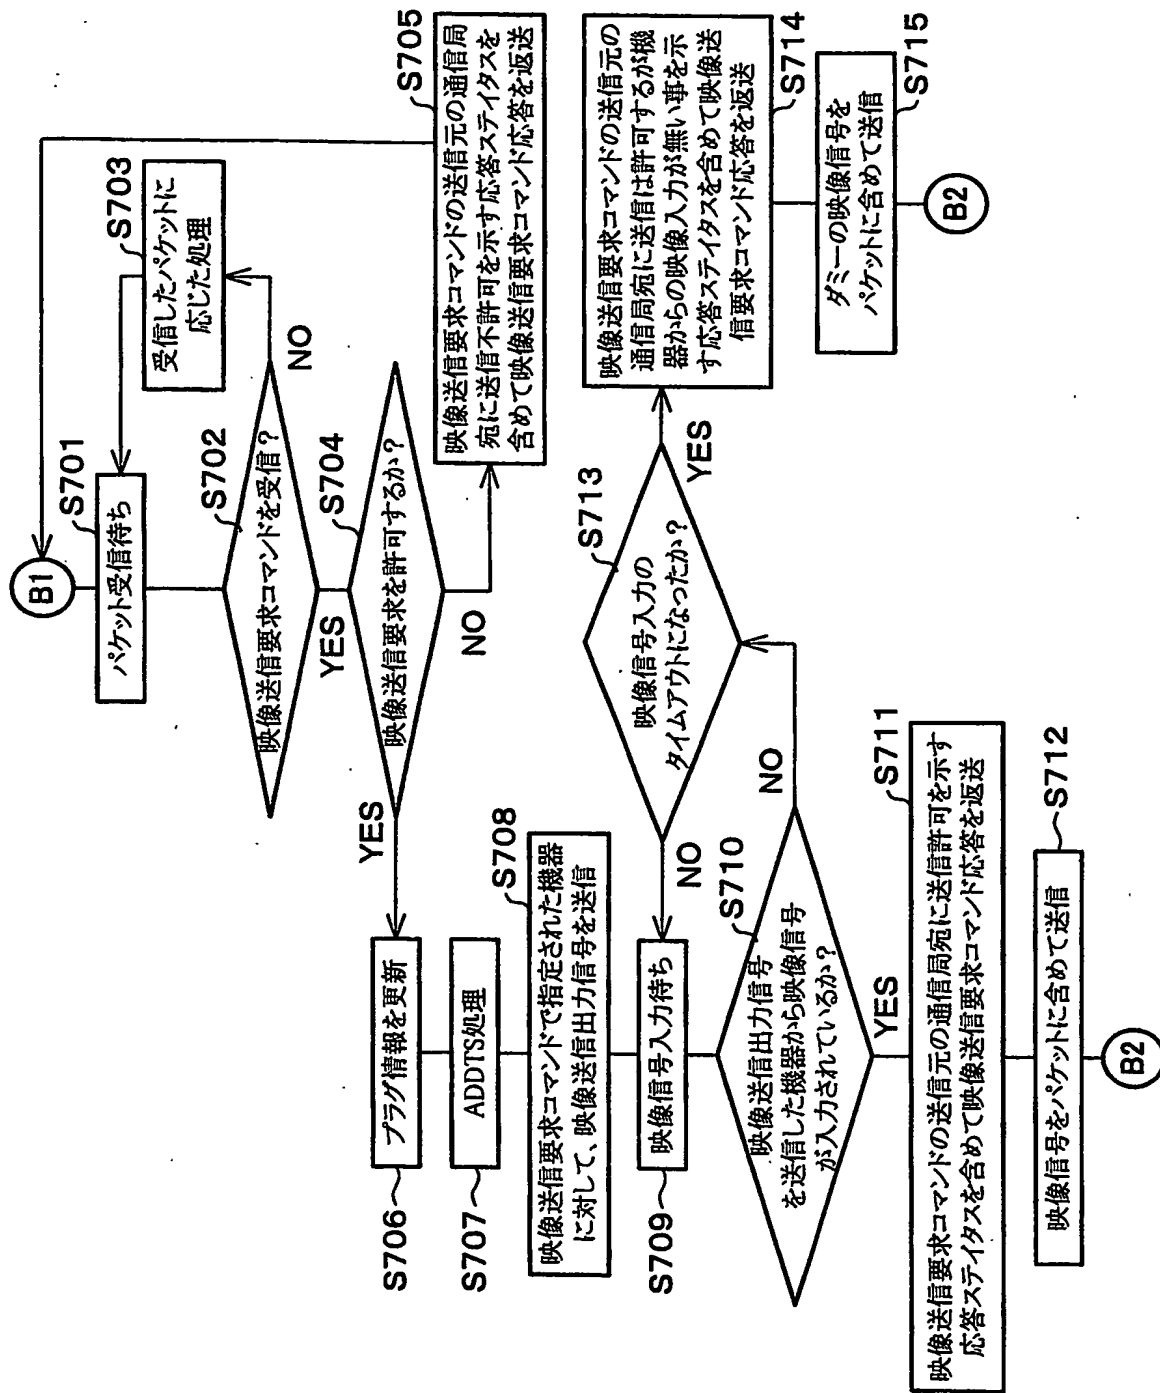 B1
S701
パケット受信待ち
S703
受信したパケットに
応じた処理
S702
映像送信要求コマンドを受信?
NO
YES
S704
映像送信要求を許可するか?
NO
S705
映像送信要求コマンドの送信元の通信局
宛に送信不許可を示す応答ステイタスを
含めて映像送信要求コマンド応答を返送
YES
S706
プラグ情報を更新
S707
ADDTS処理
S708
映像送信要求コマンドで指定された機器
に対して、映像送信出力信号を送信
S709
映像信号入力待ち
S710
映像送信出力信号
を送信した機器から映像信号
が入力されているか?
NO
YES
S711
映像送信要求コマンドの送信元の通信局宛に送信許可を示す
応答ステイタスを含めて映像送信要求コマンド応答を返送
S712
映像信号をパケットに含めて送信
B2
S713
映像信号入力の
タイムアウトになったか?
NO
YES
S714
映像送信要求コマンドの送信元の
通信局宛に送信は許可するが機
器からの映像入力が無い事を示
す応答ステイタスを含めて映像送
信要求コマンド応答を返送
S715
ダミーの映像信号を
パケットに含めて送信
B2